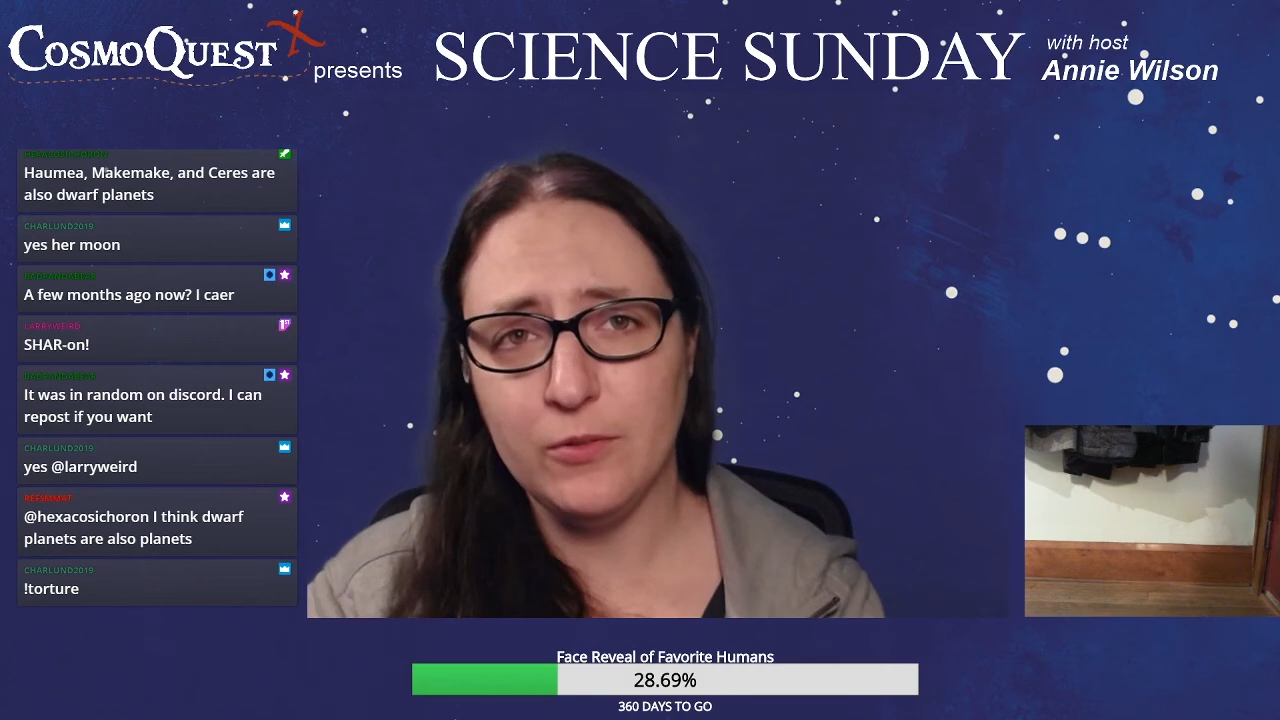 CosmoQuest X
presents
SCIENCE SUNDAY
with host
Annie Wilson
HEXACOSICHORON
Haumea, Makemake, and Ceres are
also dwarf planets
CHARLUND2019
yes her moon
A few months ago now? I caer
LARRYWEIRD
SHAR-on!
It was in random on discord. I can
repost if you want
CHARLUND2019
yes @larryweird
REESMMAT
@hexacosichoron I think dwarf
planets are also planets
CHARLUND2019
!torture
Face Reveal of Favorite Humans
28.69%
360 DAYS TO GO